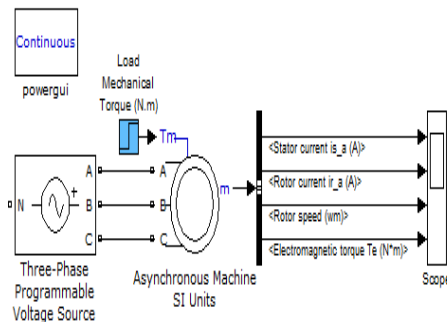 Continuous
powergui
Load
Mechanical
Torque (N.m)
Tm
<Stator current is_a (A)>
<Rotor current ir_a (A)>
<Rotor speed (wm)>
<Electromagnetic torque Te (N*m)>
A
A
N
+
B
B
m
C
C
Three-Phase
Programmable
Voltage Source
Asynchronous Machine
SI Units
Scope